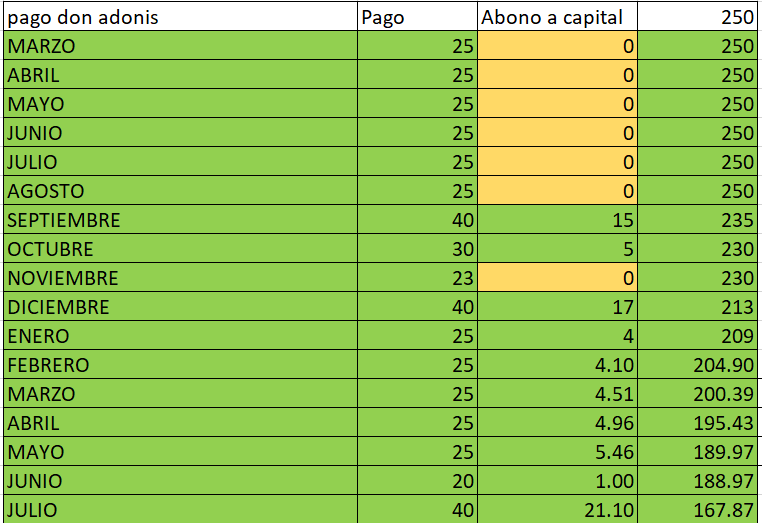 pago don adonis Pago Abono a capital 250
MARZO 25 0 250
ABRIL 25 0 250
MAYO 25 0 250
JUNIO 25 0 250
JULIO 25 0 250
AGOSTO 25 0 250
SEPTIEMBRE 40 15 235
OCTUBRE 30 5 230
NOVIEMBRE 23 0 230
DICIEMBRE 40 17 213
ENERO 25 4 209
FEBRERO 25 4.10 204.90
MARZO 25 4.51 200.39
ABRIL 25 4.96 195.43
MAYO 25 5.46 189.97
JUNIO 20 1.00 188.97
JULIO 40 21.10 167.87